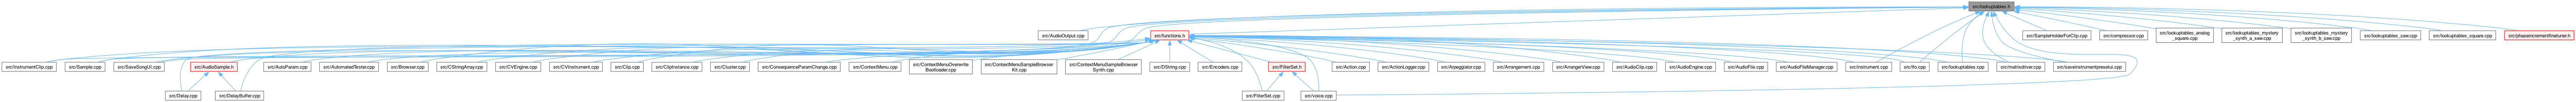 src/lookuptables.h
src/AudioOutput.cpp
src/functions.h
src/SampleHolderForClip.cpp
src/compressor.cpp
src/lookuptables_analog
_square.cpp
src/lookuptables_mystery
_synth_a_saw.cpp
src/lookuptables_mystery
_synth_b_saw.cpp
src/lookuptables_saw.cpp
src/lookuptables_square.cpp
src/phaseincrementfinetuner.h
src/InstrumentClip.cpp
src/Sample.cpp
src/SaveSongUI.cpp
src/AudioSample.h
src/AutoParam.cpp
src/AutomatedTester.cpp
src/Browser.cpp
src/CStringArray.cpp
src/CVEngine.cpp
src/CVInstrument.cpp
src/Clip.cpp
src/ClipInstance.cpp
src/Cluster.cpp
src/ConsequenceParamChange.cpp
src/ContextMenu.cpp
src/ContextMenuOverwrite
Bootloader.cpp
src/ContextMenuSampleBrowser
Kit.cpp
src/ContextMenuSampleBrowser
Synth.cpp
src/DString.cpp
src/Encoders.cpp
src/FilterSet.h
src/Action.cpp
src/ActionLogger.cpp
src/Arpeggiator.cpp
src/Arrangement.cpp
src/ArrangerView.cpp
src/AudioClip.cpp
src/AudioEngine.cpp
src/AudioFile.cpp
src/AudioFileManager.cpp
src/instrument.cpp
src/lfo.cpp
src/lookuptables.cpp
src/matrixdriver.cpp
src/saveinstrumentpresetui.cpp
src/Delay.cpp
src/DelayBuffer.cpp
src/FilterSet.cpp
src/voice.cpp